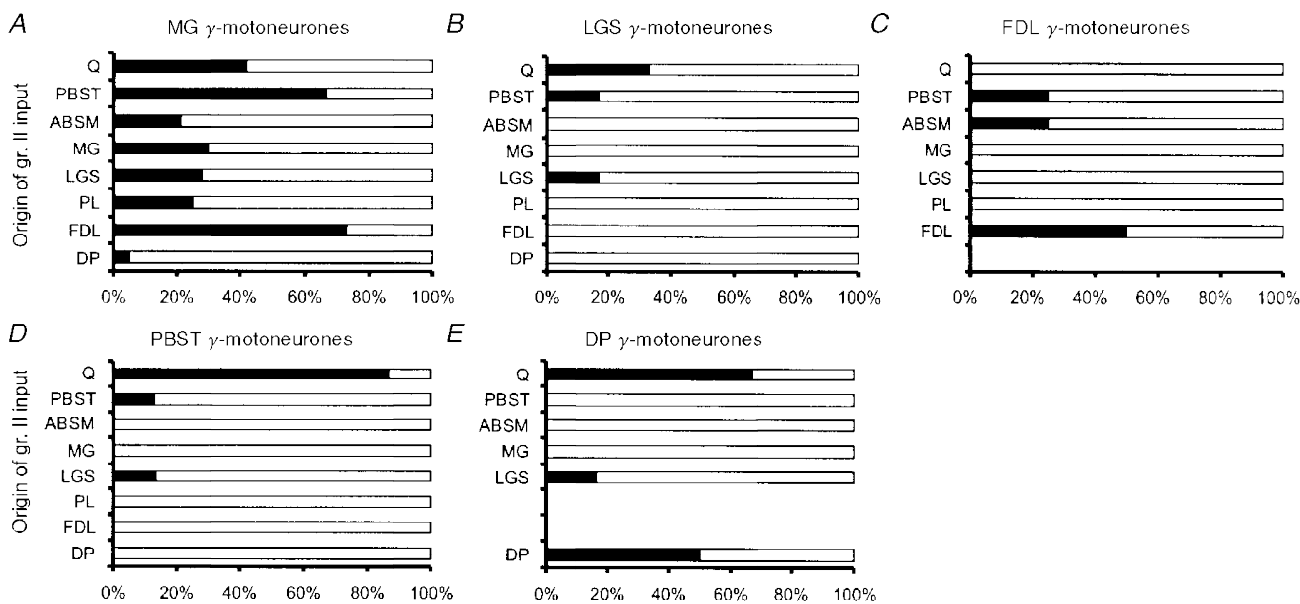 A MG γ-motoneurones
Origin of gr. II input
Q
PBST
ABSM
MG
LGS
PL
FDL
DP
0% 20% 40% 60% 80% 100%
B LGS γ-motoneurones
Q
PBST
ABSM
MG
LGS
PL
FDL
DP
0% 20% 40% 60% 80% 100%
C FDL γ-motoneurones
Q
PBST
ABSM
MG
LGS
PL
FDL
0% 20% 40% 60% 80% 100%
D PBST γ-motoneurones
Origin of gr. II input
Q
PBST
ABSM
MG
LGS
PL
FDL
DP
0% 20% 40% 60% 80% 100%
E DP γ-motoneurones
Q
PBST
ABSM
MG
LGS
DP
0% 20% 40% 60% 80% 100%